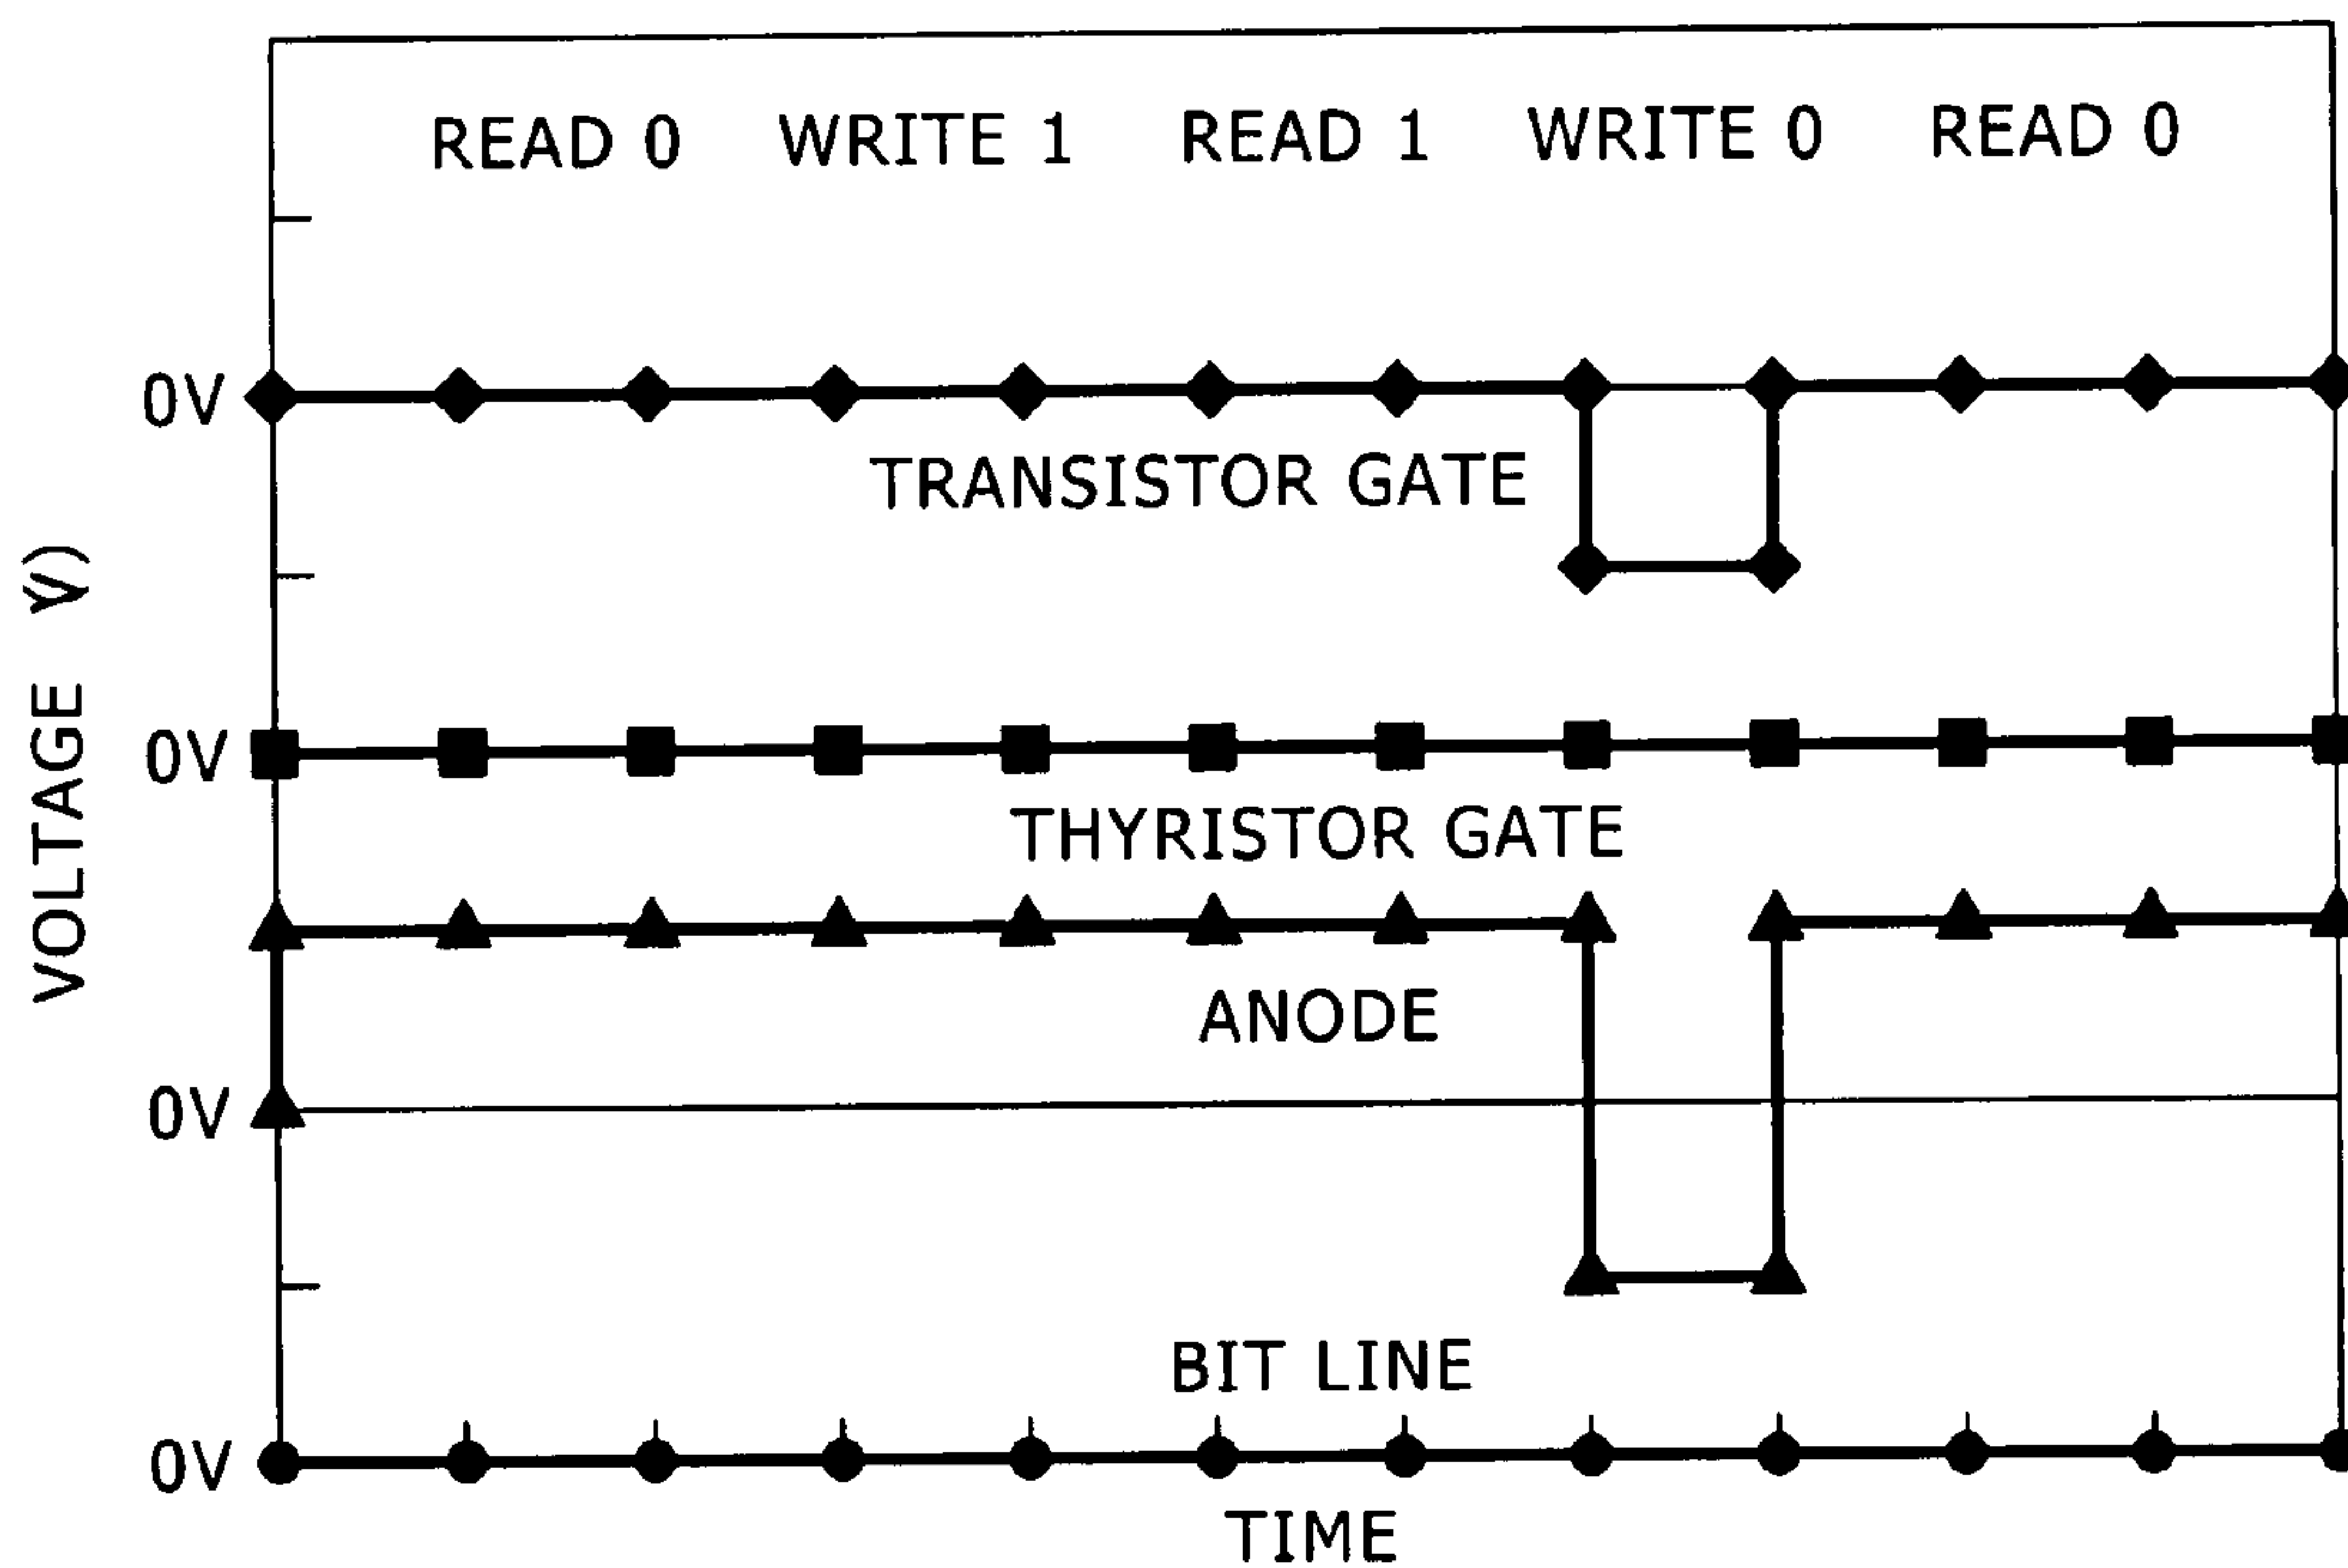 READ 0 WRITE 1 READ 1 WRITE 0 READ 0
0V
TRANSISTOR GATE
VOLTAGE V)
0V
THYRISTOR GATE
ANODE
0V
BIT LINE
0V
TIME